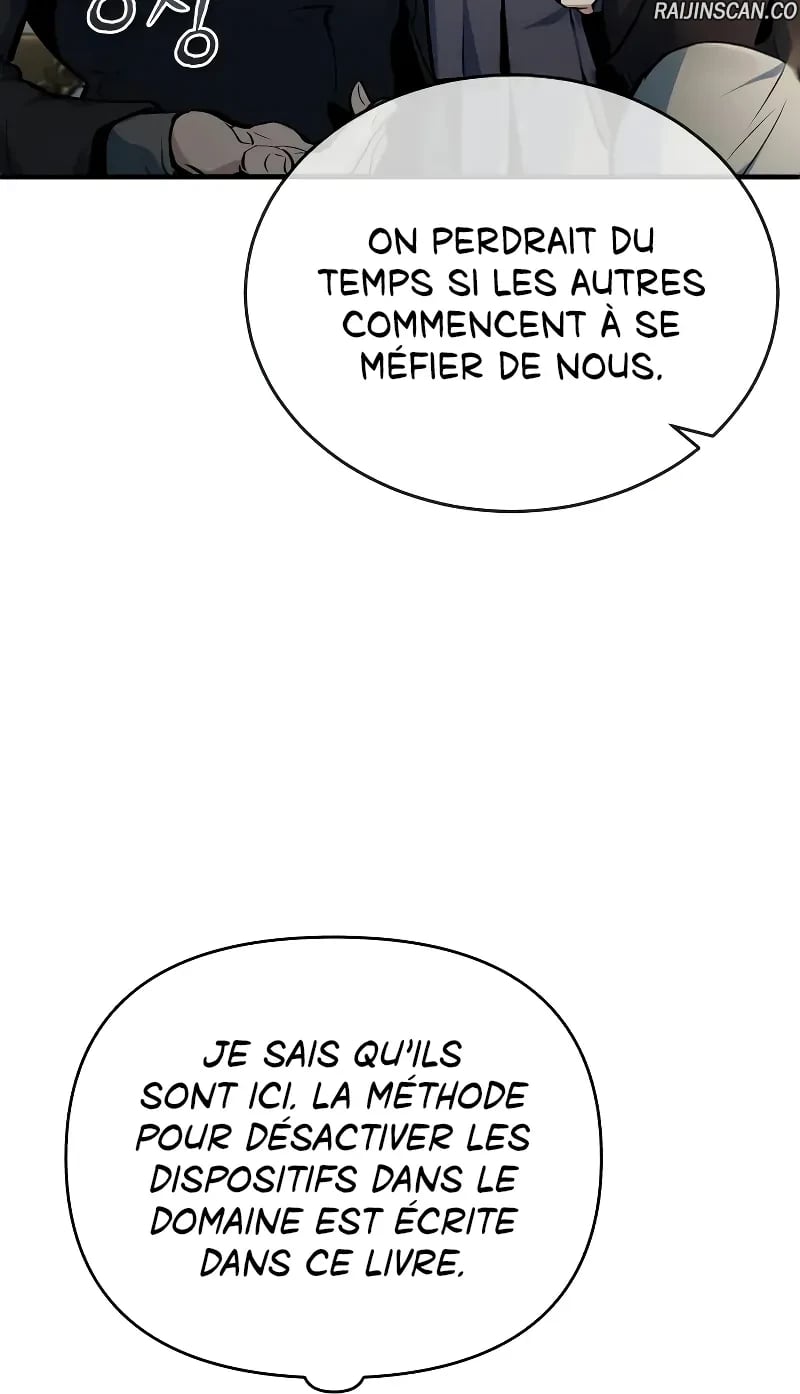 RAIJINSCAN.CO
ON PERDRAIT DU
TEMPS SI LES AUTRES
COMMENCENT À SE
MÉFIER DE NOUS.
JE SAIS QU'ILS
SONT ICI. LA MÉTHODE
POUR DÉSACTIVER LES
DISPOSITIFS DANS LE
DOMAINE EST ÉCRITE
DANS CE LIVRE.